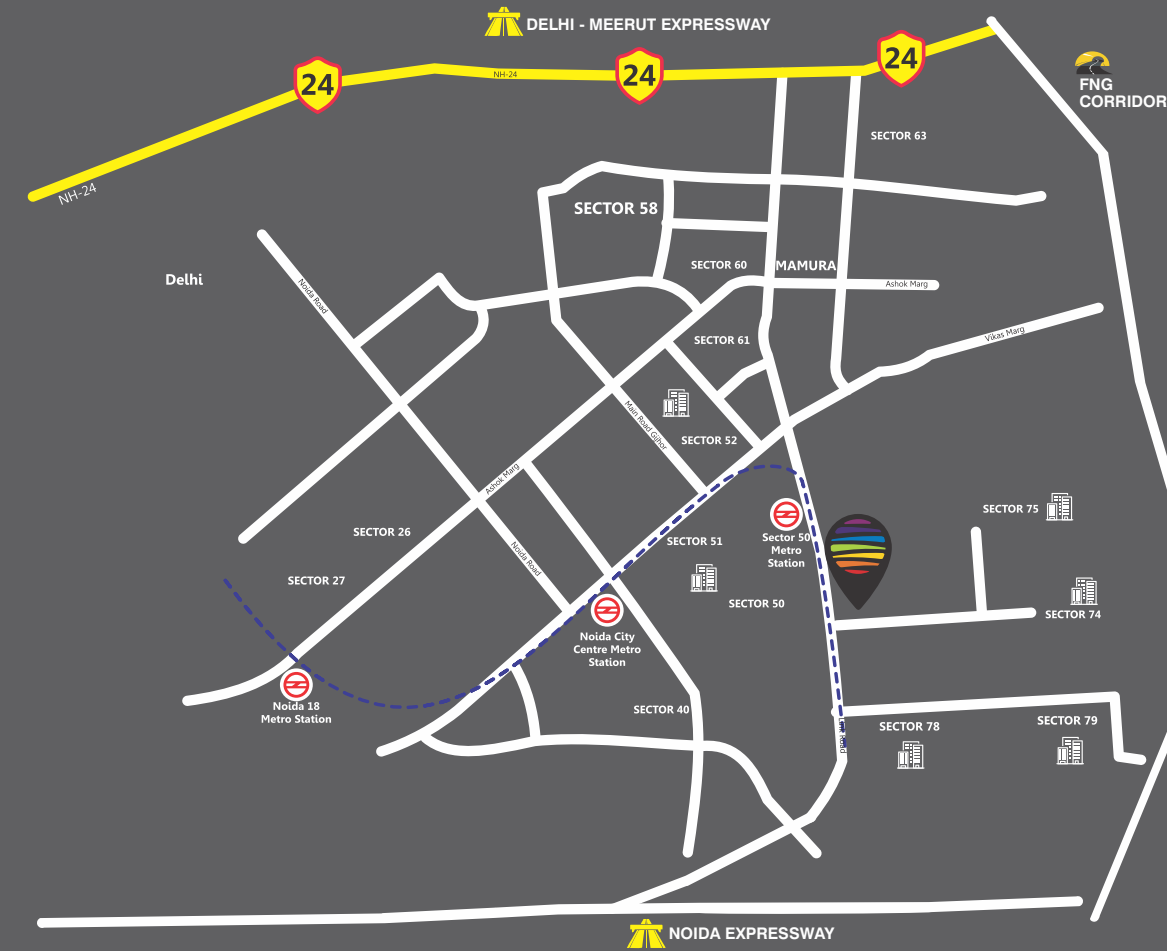 DELHI - MEERUT EXPRESSWAY
24
24
24
NH-24
NH-24
FNG
CORRIDOR
SECTOR 63
SECTOR 58
Delhi
SECTOR 60
MAMURA
Ashok Marg
Noida Road
SECTOR 61
Vikas Marg
Main Road Gijhor
SECTOR 52
Ashok Marg
SECTOR 26
Noida Road
SECTOR 51
Sector 50
Metro
Station
SECTOR 75
SECTOR 27
SECTOR 50
SECTOR 74
Noida City
Centre Metro
Station
Noida 18
Metro Station
SECTOR 40
SECTOR 78
SECTOR 79
NOIDA EXPRESSWAY